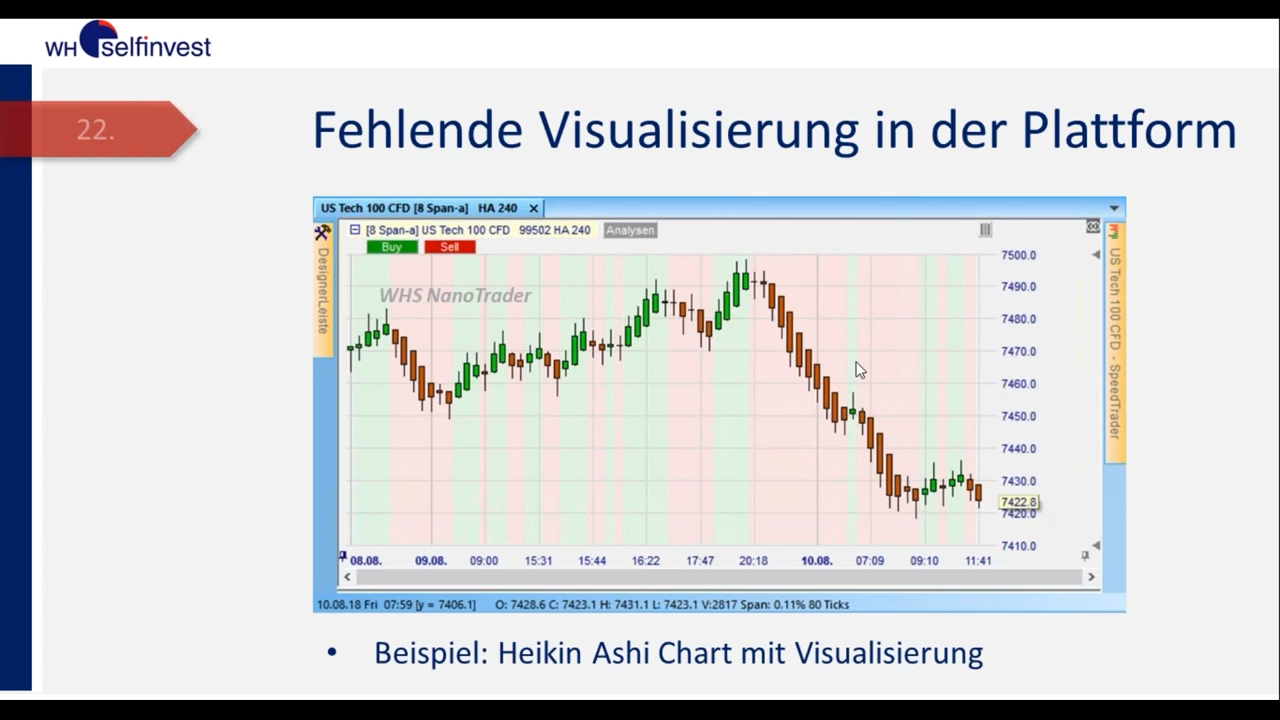 WH selfinvest
22.
Fehlende Visualisierung in der Plattform
US Tech 100 CFD [8 Span-a] HA 240
[8 Span-a] US Tech 100 CFD 99502 HA 240 Analysen
Buy Sell
DesignerLeiste
WHS NanoTrader
US Tech 100 CFD - SpeedTrader
7500.0
7490.0
7480.0
7470.0
7460.0
7450.0
7440.0
7430.0
7422.8
7420.0
7410.0
08.08. 09.08. 09:00 15:31 15:44 16:22 17:47 20:18 10.08. 07:09 09:10 11:41
10.08.18 Fri 07:59 [y = 7406.1] O: 7428.6 C: 7423.1 H: 7431.1 L: 7423.1 V:2817 Span: 0.11% 80 Ticks
• Beispiel: Heikin Ashi Chart mit Visualisierung